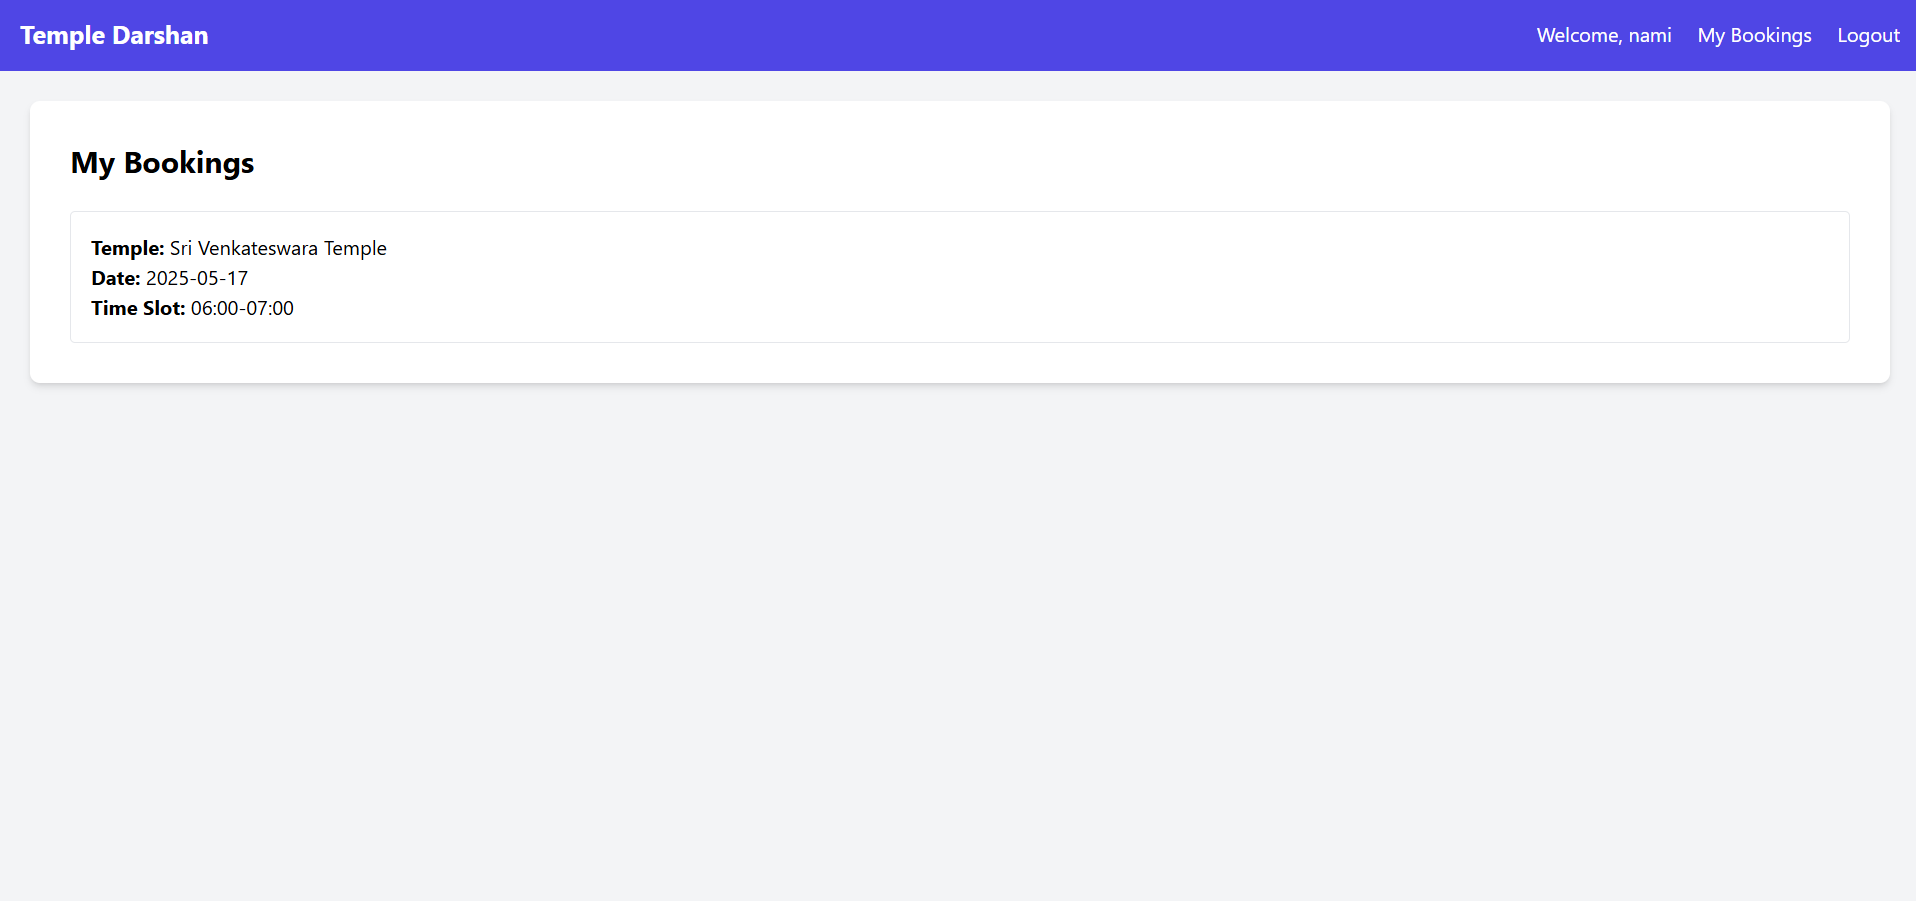 Temple Darshan
Welcome, nami
My Bookings
Logout
My Bookings
Temple: Sri Venkateswara Temple
Date: 2025-05-17
Time Slot: 06:00-07:00